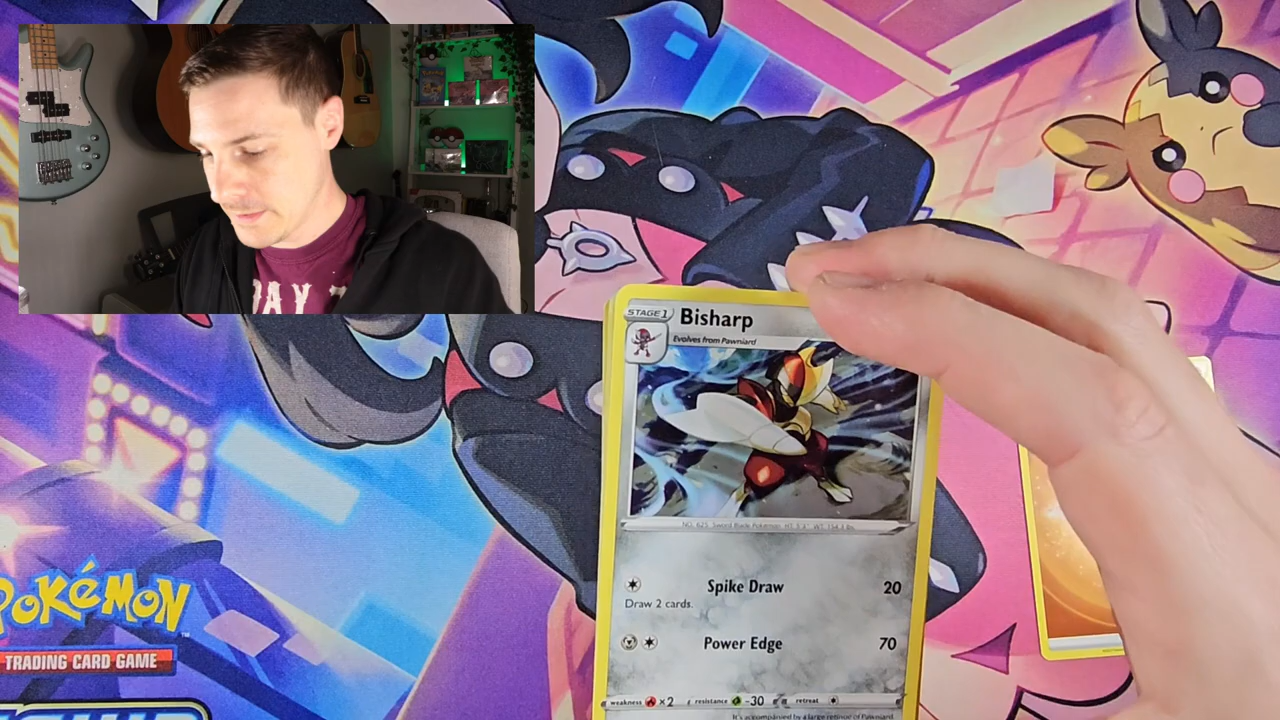 DAY T
STAGE 1
Bisharp
Evolves from Pawniard
NO. 625 Sword Blade Pokémon HT: 5'3" WT: 154.3 lbs.
Spike Draw 20
Draw 2 cards.
Power Edge 70
weakness ×2 resistance -30 retreat
It's accompanied by a large retinue of Pawniard.
POKÉMON
TRADING CARD GAME